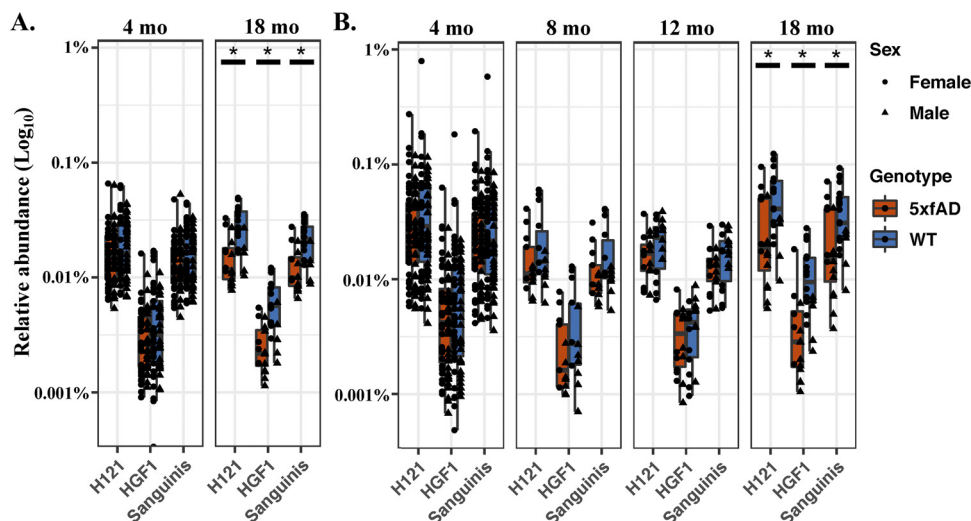 A.
4 mo
18 mo
* * *
Relative abundance (Log10)
1%
0.1%
0.01%
0.001%
H121
HGF1
Sanguinis
H121
HGF1
Sanguinis
B.
4 mo
8 mo
12 mo
18 mo
* * *
1%
0.1%
0.01%
0.001%
H121
HGF1
Sanguinis
H121
HGF1
Sanguinis
H121
HGF1
Sanguinis
H121
HGF1
Sanguinis
Sex
Female
Male
Genotype
5xfAD
WT